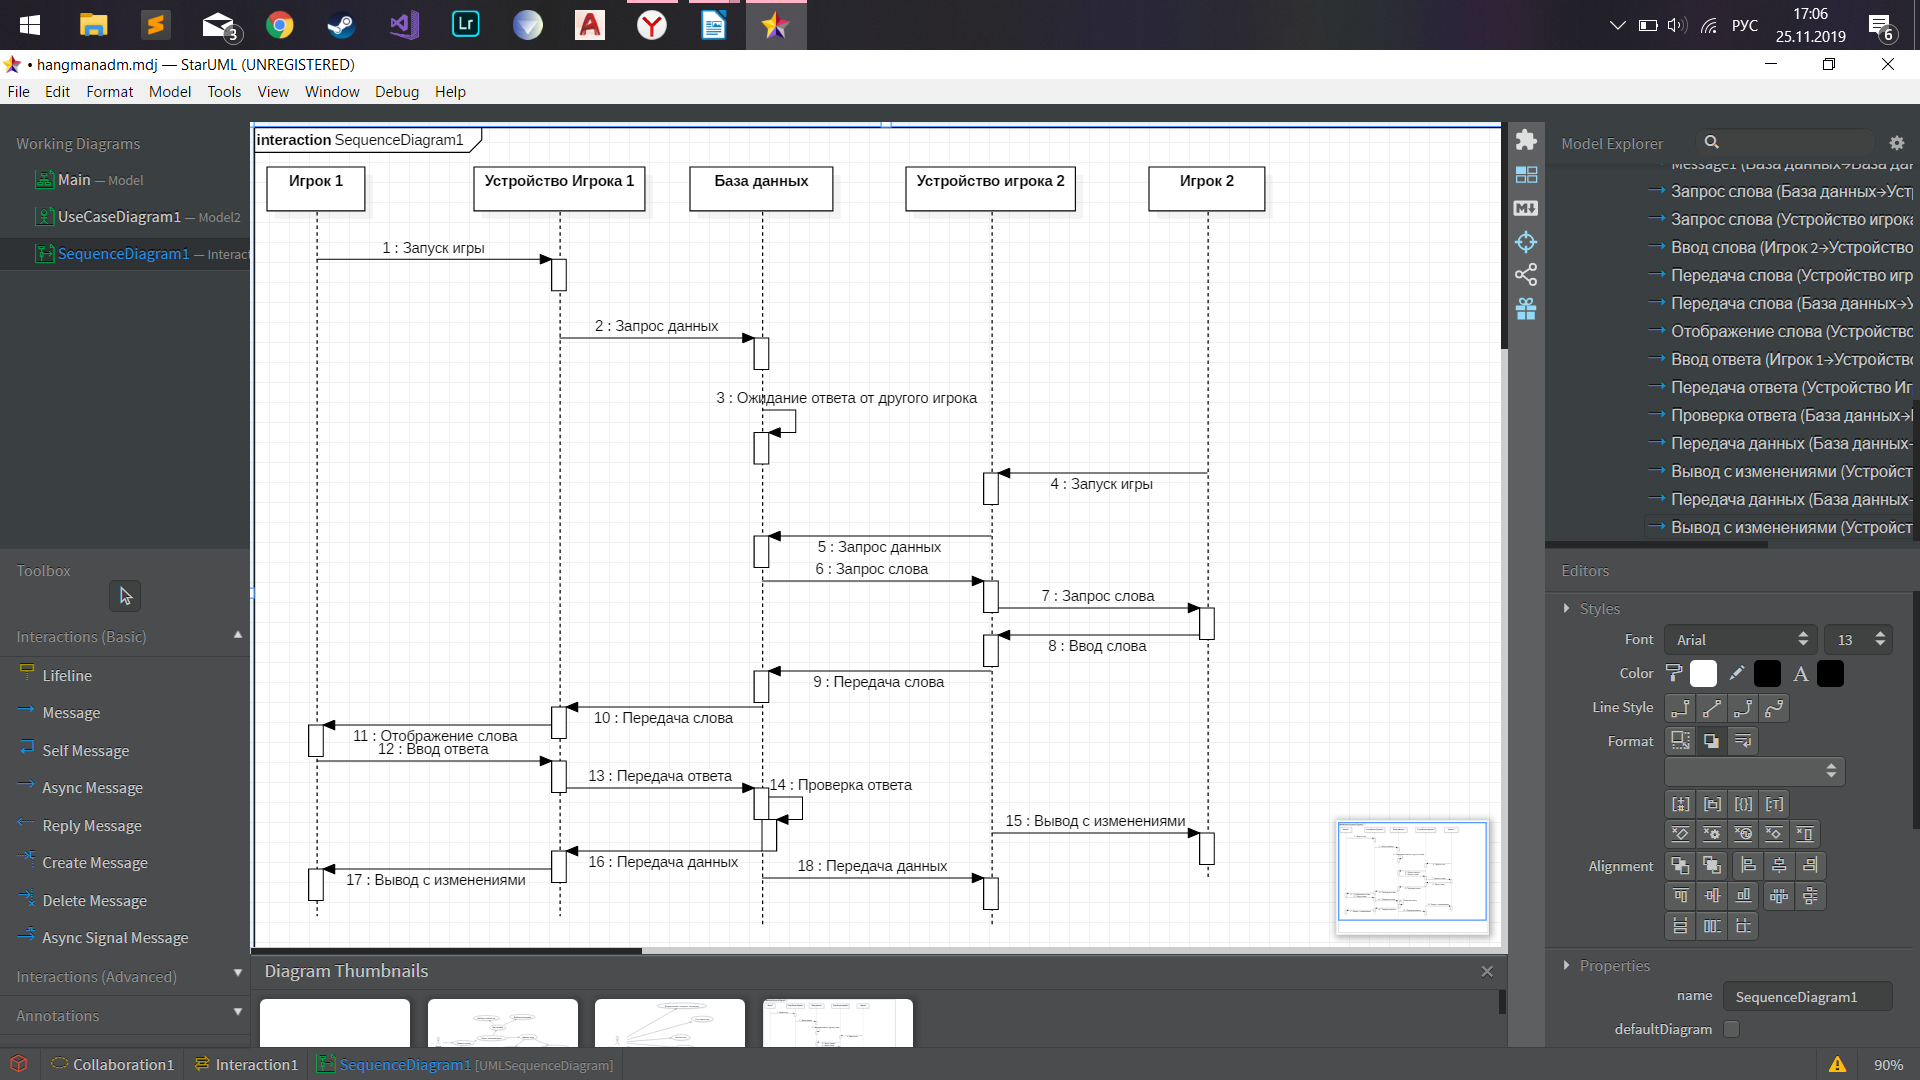 3
РУС
17:06
25.11.2019
6
• hangmanadm.mdj — StarUML (UNREGISTERED)
File Edit Format Model Tools View Window Debug Help
Working Diagrams
Main — Model
UseCaseDiagram1 — Model2
SequenceDiagram1 — Interact
Toolbox
Interactions (Basic)
Lifeline
Message
Self Message
Async Message
Reply Message
Create Message
Delete Message
Async Signal Message
Interactions (Advanced)
Annotations
interaction SequenceDiagram1
Игрок 1
Устройство Игрока 1
База данных
Устройство игрока 2
Игрок 2
1 : Запуск игры
2 : Запрос данных
3 : Ожидание ответа от другого игрока
4 : Запуск игры
5 : Запрос данных
6 : Запрос слова
7 : Запрос слова
8 : Ввод слова
9 : Передача слова
10 : Передача слова
11 : Отображение слова
12 : Ввод ответа
13 : Передача ответа
14 : Проверка ответа
15 : Вывод с изменениями
16 : Передача данных
17 : Вывод с изменениями
18 : Передача данных
Diagram Thumbnails
Model Explorer
Message1 (База данных→База дан
Запрос слова (База данных→Уст
Запрос слова (Устройство игрока
Ввод слова (Игрок 2→Устройство
Передача слова (Устройство игр
Передача слова (База данных→У
Отображение слова (Устройство
Ввод ответа (Игрок 1→Устройств
Передача ответа (Устройство Иг
Проверка ответа (База данных→
Передача данных (База данных-
Вывод с изменениями (Устройст
Передача данных (База данных-
Вывод с изменениями (Устройст
Editors
Styles
Font Arial 13
Color A
Line Style
Format
Alignment
Properties
name SequenceDiagram1
defaultDiagram
Collaboration1 Interaction1 SequenceDiagram1 [UMLSequenceDiagram] 90%